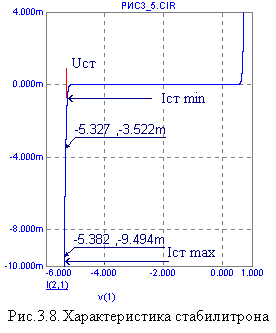 РИС3_5.CIR
4.000m
Uст
0.000m
Iст min
-5.327 ,-3.522m
-4.000m
-8.000m
-5.382 ,-9.494m
Iст max
-10.000m
-6.000 -4.000 -2.000 0.000 1.000
I(2,1)
v(1)
Рис.3.8. Характеристика стабилитрона